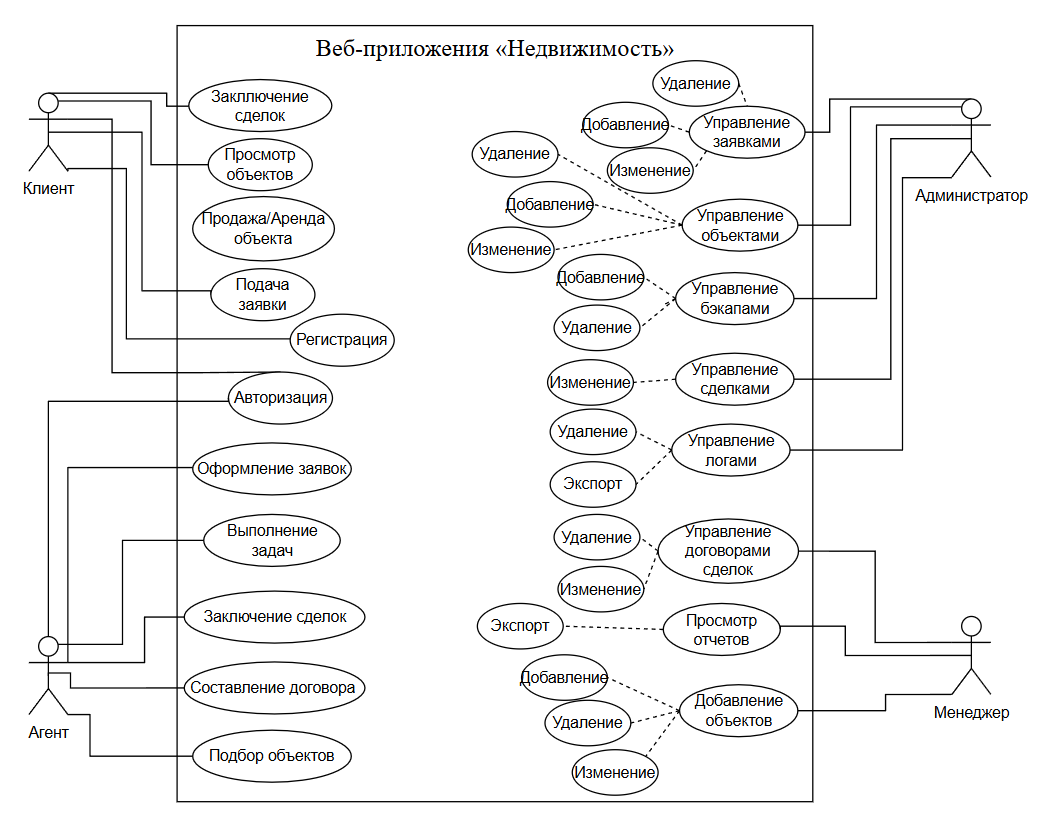 Веб-приложения «Недвижимость»
Закллючение
сделок
Просмотр
объектов
Продажа/Аренда
объекта
Подача
заявки
Регистрация
Авторизация
Оформление заявок
Выполнение
задач
Заключение сделок
Составление договора
Подбор объектов
Клиент
Агент
Удаление
Добавление
Изменение
Управление
заявками
Удаление
Добавление
Изменение
Управление
объектами
Добавление
Удаление
Управление
бэкапами
Изменение
Управление
сделками
Удаление
Экспорт
Управление
логами
Удаление
Изменение
Управление
договорами
сделок
Экспорт
Просмотр
отчетов
Добавление
Удаление
Изменение
Добавление
объектов
Администратор
Менеджер